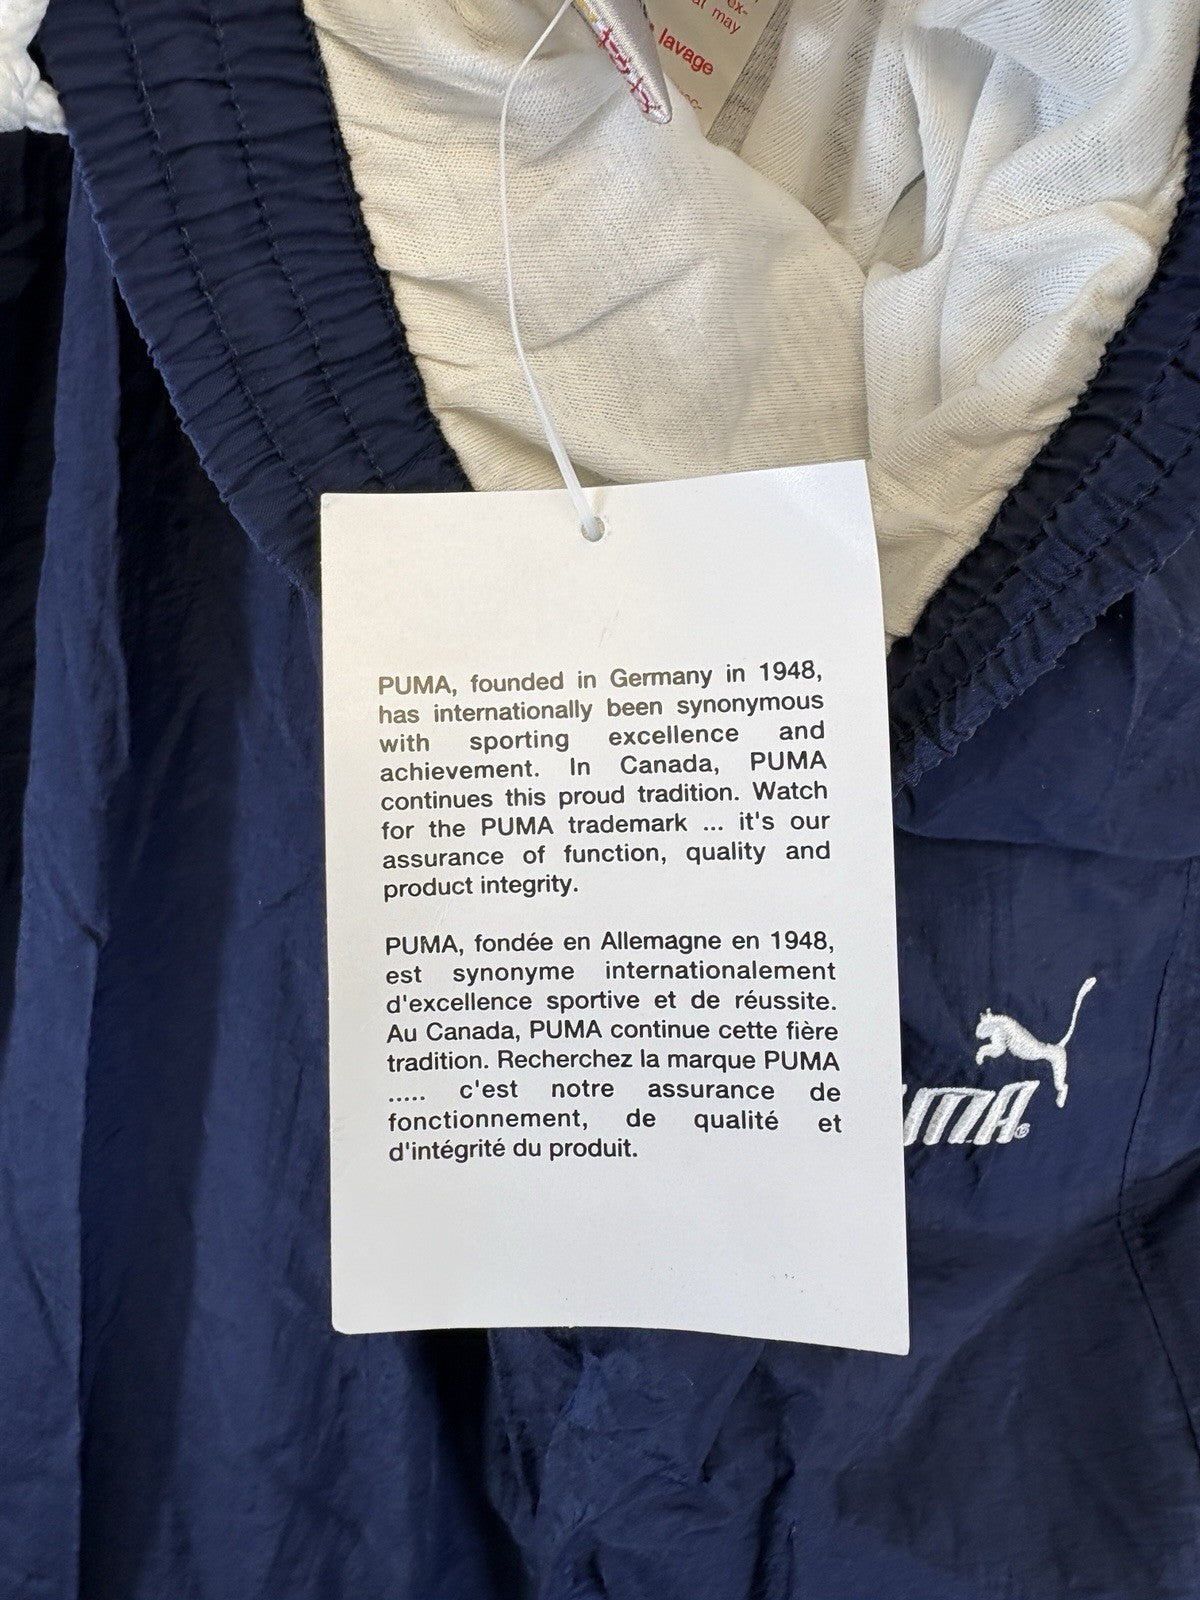 may
lavage
PUMA, founded in Germany in 1948,
has internationally been synonymous
with sporting excellence and
achievement. In Canada, PUMA
continues this proud tradition. Watch
for the PUMA trademark ... it's our
assurance of function, quality and
product integrity.
PUMA, fondée en Allemagne en 1948,
est synonyme internationalement
d'excellence sportive et de réussite.
Au Canada, PUMA continue cette fière
tradition. Recherchez la marque PUMA
..... c'est notre assurance de
fonctionnement, de qualité et
d'intégrité du produit.
UMA®